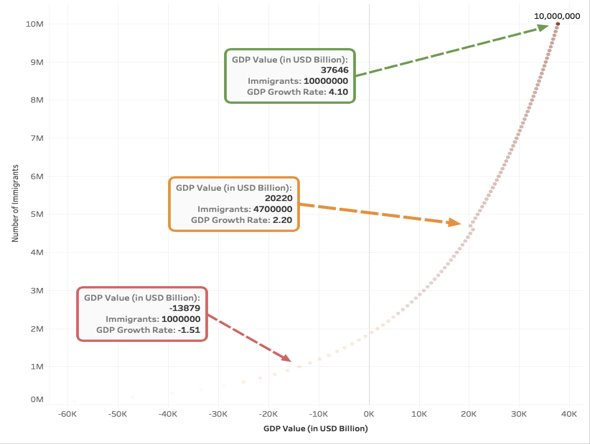 10,000,000
10M
9M
8M
7M
6M
5M
4M
3M
2M
1M
0M
Number of Immigrants
GDP Value (in USD Billion):
37646
Immigrants: 10000000
GDP Growth Rate: 4.10
GDP Value (in USD Billion):
20220
Immigrants: 4700000
GDP Growth Rate: 2.20
GDP Value (in USD Billion):
-13879
Immigrants: 1000000
GDP Growth Rate: -1.51
-60K -50K -40K -30K -20K -10K 0K 10K 20K 30K 40K
GDP Value (in USD Billion)